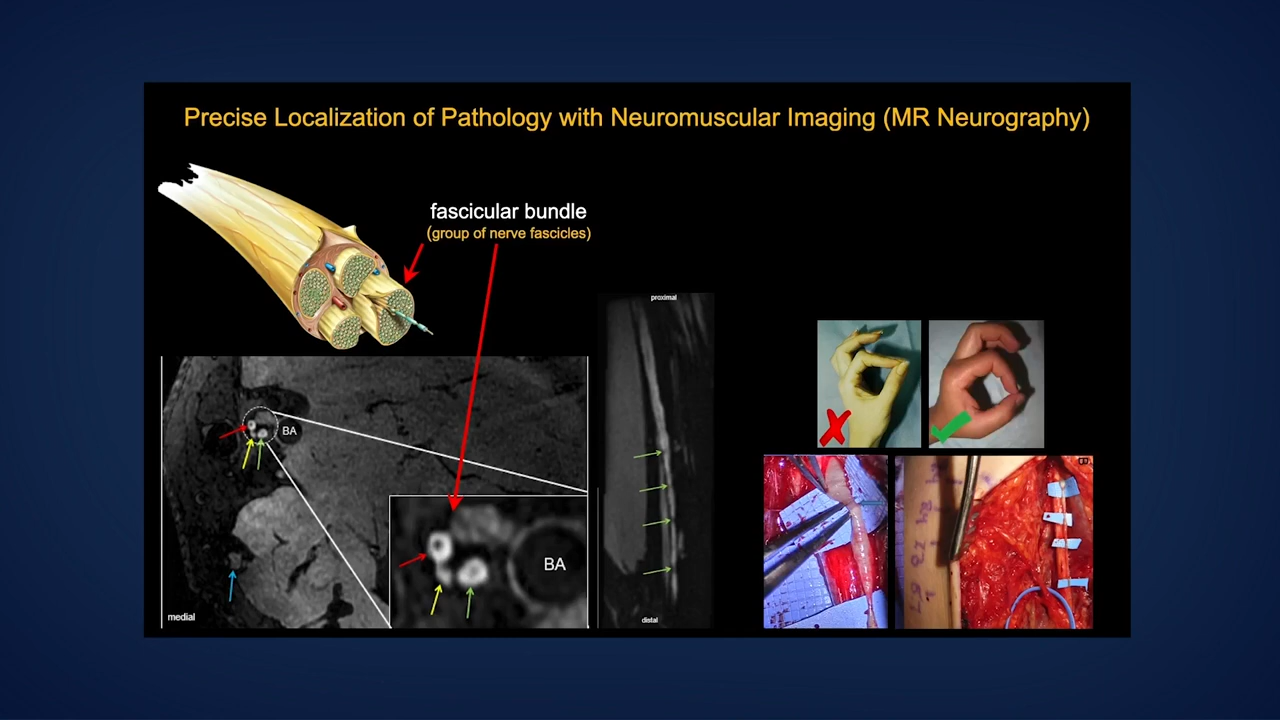 Precise Localization of Pathology with Neuromuscular Imaging (MR Neurography)
fascicular bundle
(group of nerve fascicles)
proximal
BA
BA
medial
distal